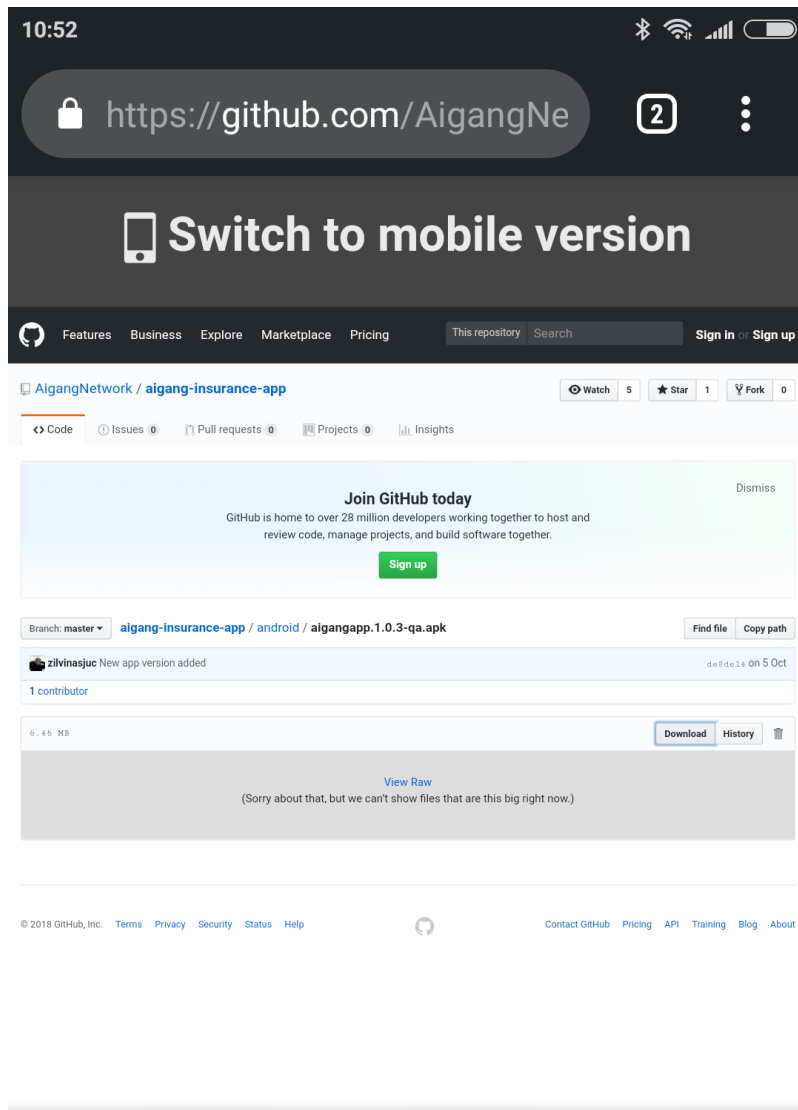 10:52
https://github.com/AigangNe
2
Switch to mobile version
Features Business Explore Marketplace Pricing This repository Search Sign in or Sign up
AigangNetwork / aigang-insurance-app Watch 5 Star 1 Fork 0
Code Issues 0 Pull requests 0 Projects 0 Insights
Dismiss
Join GitHub today
GitHub is home to over 28 million developers working together to host and
review code, manage projects, and build software together.
Sign up
Branch: master aigang-insurance-app / android / aigangapp.1.0.3-qa.apk Find file Copy path
zilvinasjuc New app version added de8de14 on 5 Oct
1 contributor
6.46 MB Download History
View Raw
(Sorry about that, but we can't show files that are this big right now.)
© 2018 GitHub, Inc. Terms Privacy Security Status Help Contact GitHub Pricing API Training Blog About